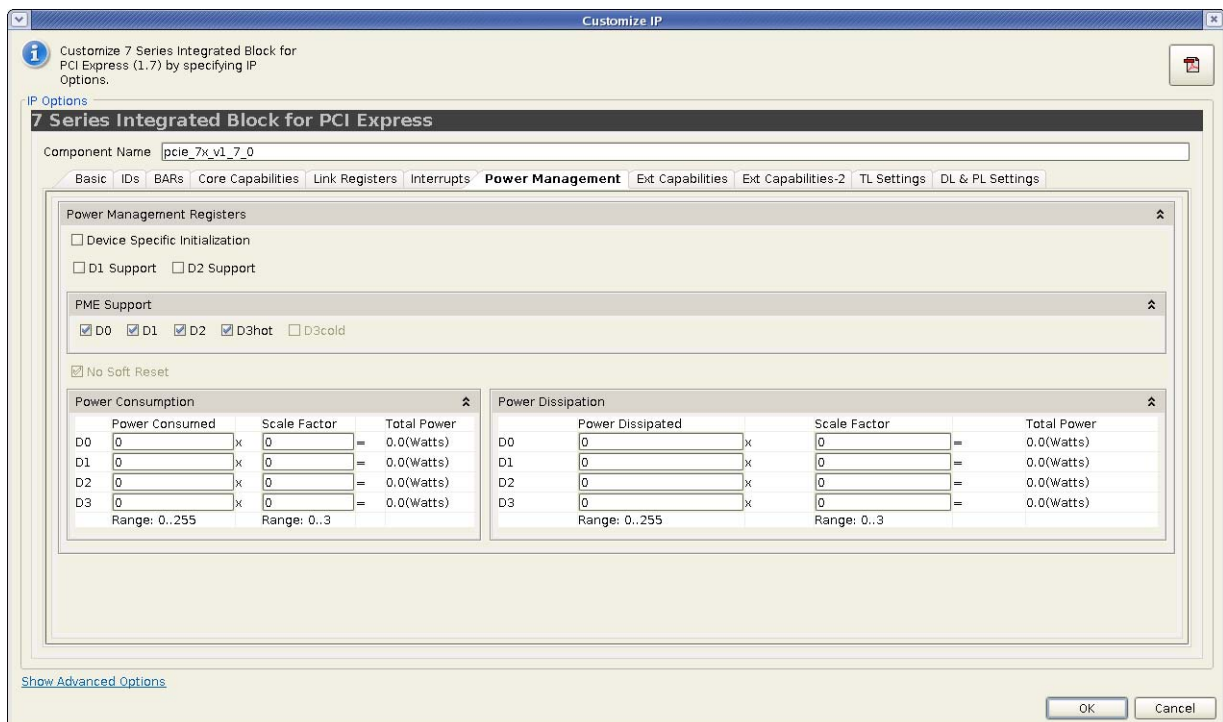 Customize IP
Customize 7 Series Integrated Block for
PCI Express (1.7) by specifying IP
Options.
IP Options
7 Series Integrated Block for PCI Express
Component Name pcie_7x_v1_7_0
Basic IDs BARs Core Capabilities Link Registers Interrupts Power Management Ext Capabilities Ext Capabilities-2 TL Settings DL & PL Settings
Power Management Registers
Device Specific Initialization
D1 Support D2 Support
PME Support
D0 D1 D2 D3hot D3cold
No Soft Reset
Power Consumption
Power Consumed Scale Factor Total Power
D0 0 x 0 = 0.0(Watts)
D1 0 x 0 = 0.0(Watts)
D2 0 x 0 = 0.0(Watts)
D3 0 x 0 = 0.0(Watts)
Range: 0..255 Range: 0..3
Power Dissipation
Power Dissipated Scale Factor Total Power
D0 0 x 0 = 0.0(Watts)
D1 0 x 0 = 0.0(Watts)
D2 0 x 0 = 0.0(Watts)
D3 0 x 0 = 0.0(Watts)
Range: 0..255 Range: 0..3
Show Advanced Options
OK Cancel